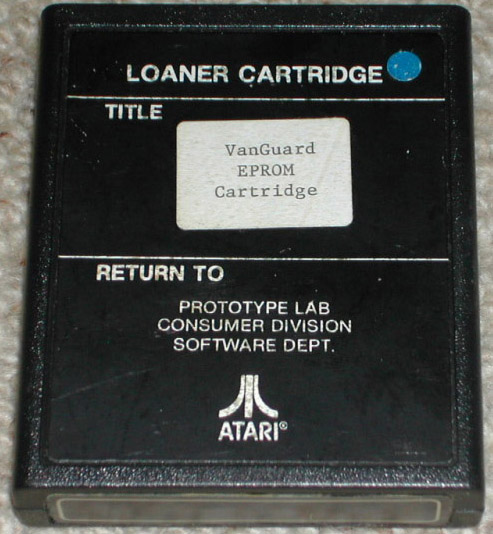 LOANER CARTRIDGE
TITLE
VanGuard
EPROM
Cartridge
RETURN TO
PROTOTYPE LAB
CONSUMER DIVISION
SOFTWARE DEPT.
ATARI®